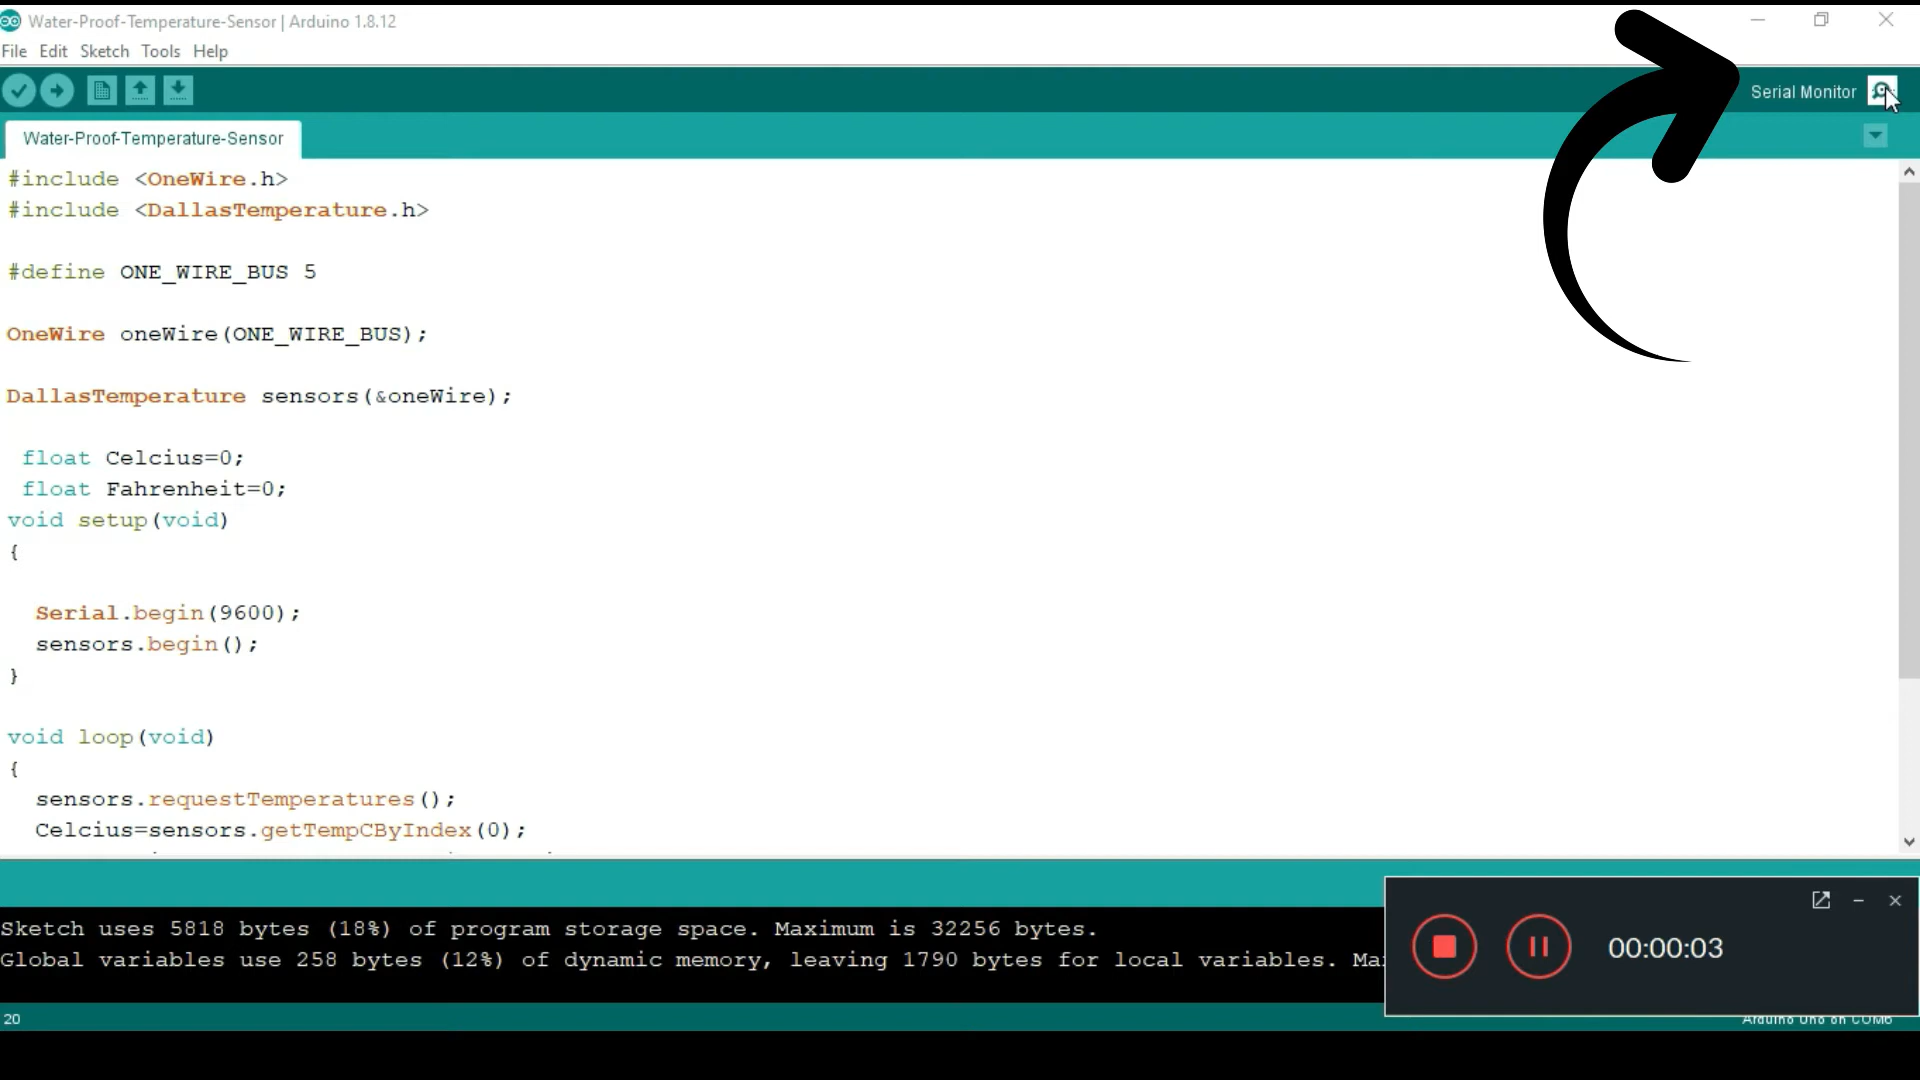 Water-Proof-Temperature-Sensor | Arduino 1.8.12
File Edit Sketch Tools Help
Serial Monitor
Water-Proof-Temperature-Sensor
#include <OneWire.h>
#include <DallasTemperature.h>
#define ONE_WIRE_BUS 5
OneWire oneWire(ONE_WIRE_BUS);
DallasTemperature sensors(&oneWire);
float Celcius=0;
float Fahrenheit=0;
void setup(void)
{
Serial.begin(9600);
sensors.begin();
}
void loop(void)
{
sensors.requestTemperatures();
Celcius=sensors.getTempCByIndex(0);
Sketch uses 5818 bytes (18%) of program storage space. Maximum is 32256 bytes.
Global variables use 258 bytes (12%) of dynamic memory, leaving 1790 bytes for local variables.
00:00:03
20
Arduino Uno on COM6